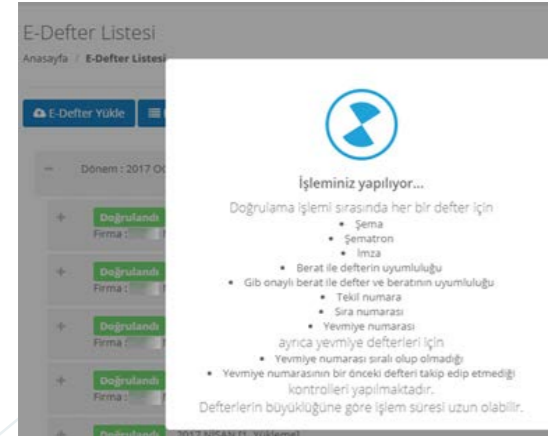 E-Defter Listesi
Anasayfa / E-Defter Listesi
E-Defter Yükle
Dönem : 2017
İşleminiz yapılıyor...
Doğrulama işlemi sırasında her bir defter için
• Şema
• Şematron
• İmza
• Berat ile defterin uyumluluğu
• Gib onaylı berat ile defter ve beratının uyumluluğu
• Tekil numara
• Sıra numarası
• Yevmiye numarası
ayrıca yevmiye defterleri için
• Yevmiye numarası sıralı olup olmadığı
• Yevmiye numarasının bir önceki defteri takip edip etmediği
kontrolleri yapılmaktadır.
Defterlerin büyüklüğüne göre işlem süresi uzun olabilir.
Doğrulandı
Firma :
Doğrulandı
Firma :
Doğrulandı
Firma :
Doğrulandı
Firma :
Doğrulandı 2017 NİSAN [1. Yükleme]